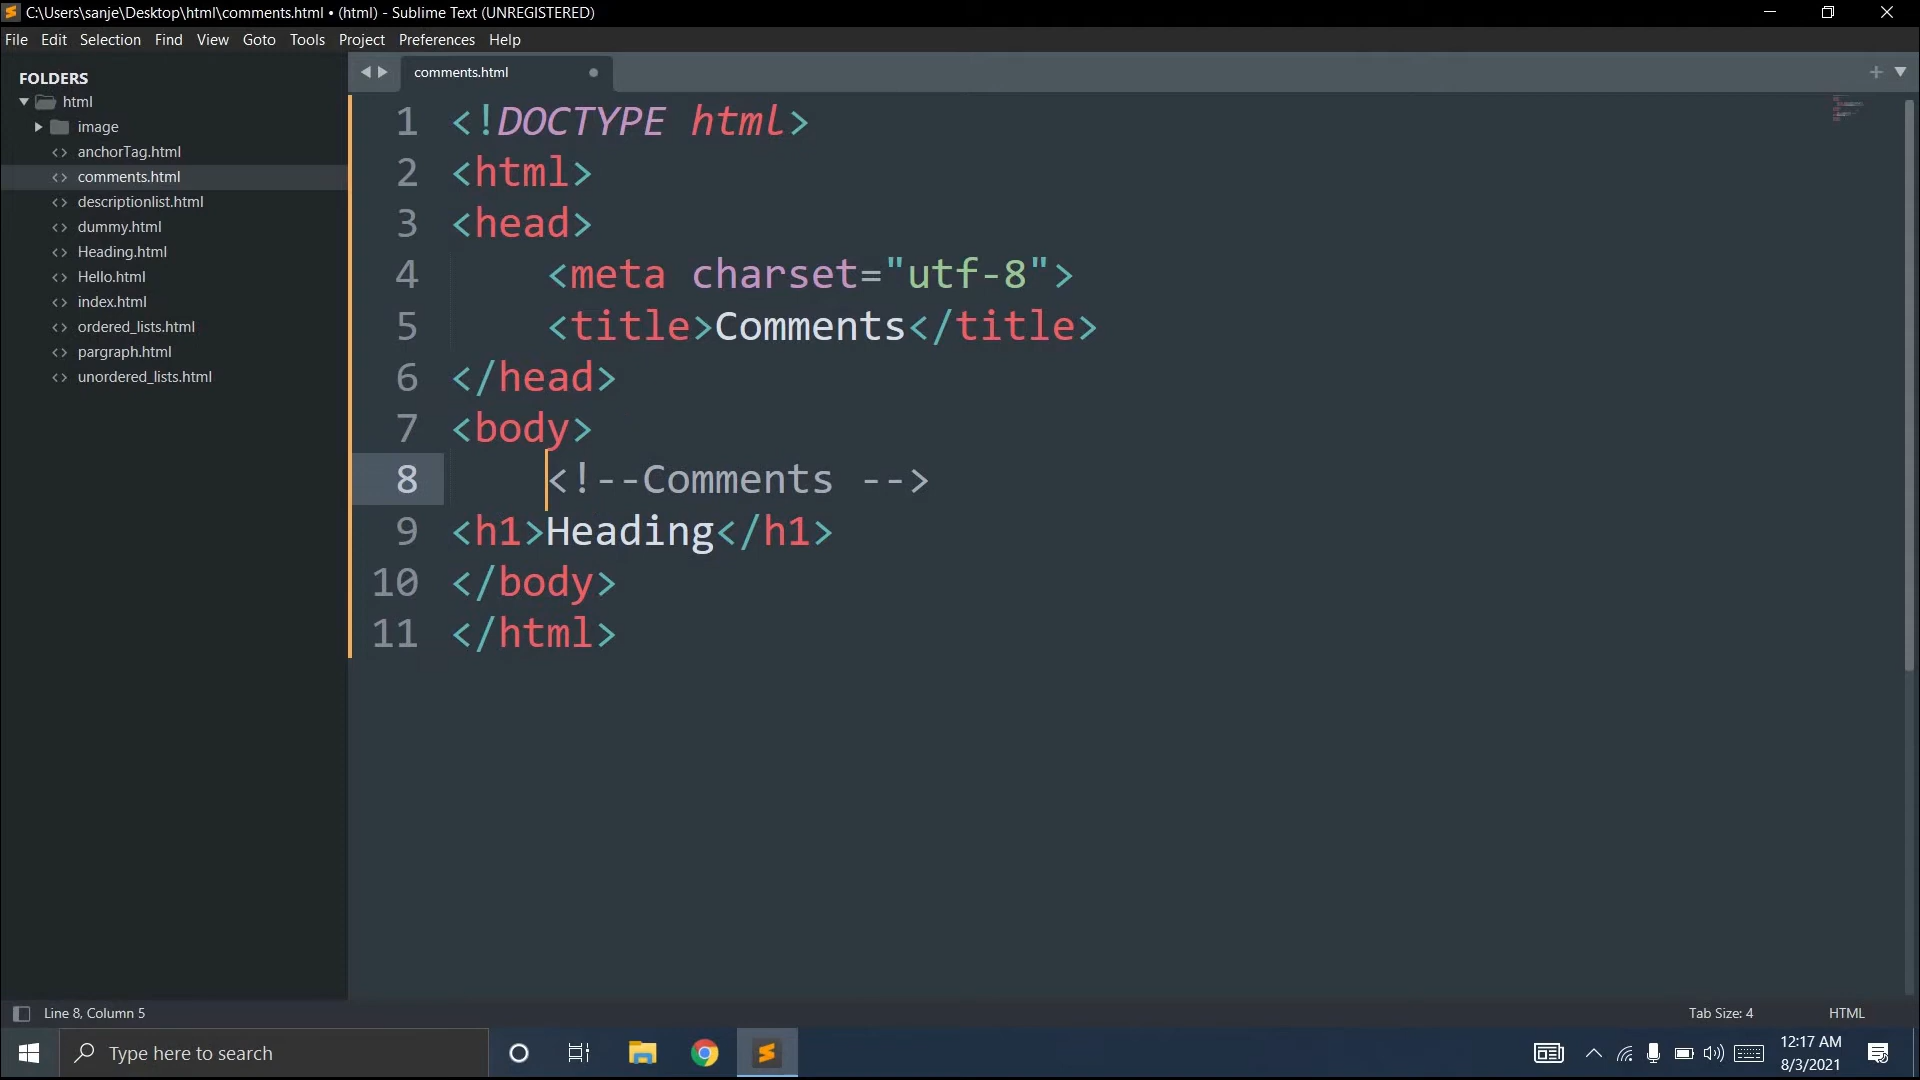 C:\Users\sanje\Desktop\html\comments.html • (html) - Sublime Text (UNREGISTERED)
File Edit Selection Find View Goto Tools Project Preferences Help
FOLDERS
html
image
anchorTag.html
comments.html
descriptionlist.html
dummy.html
Heading.html
Hello.html
index.html
ordered_lists.html
pargraph.html
unordered_lists.html
comments.html
1 <!DOCTYPE html>
2 <html>
3 <head>
4 <meta charset="utf-8">
5 <title>Comments</title>
6 </head>
7 <body>
8 <!--Comments -->
9 <h1>Heading</h1>
10 </body>
11 </html>
Line 8, Column 5
Tab Size: 4
HTML
Type here to search
12:17 AM
8/3/2021